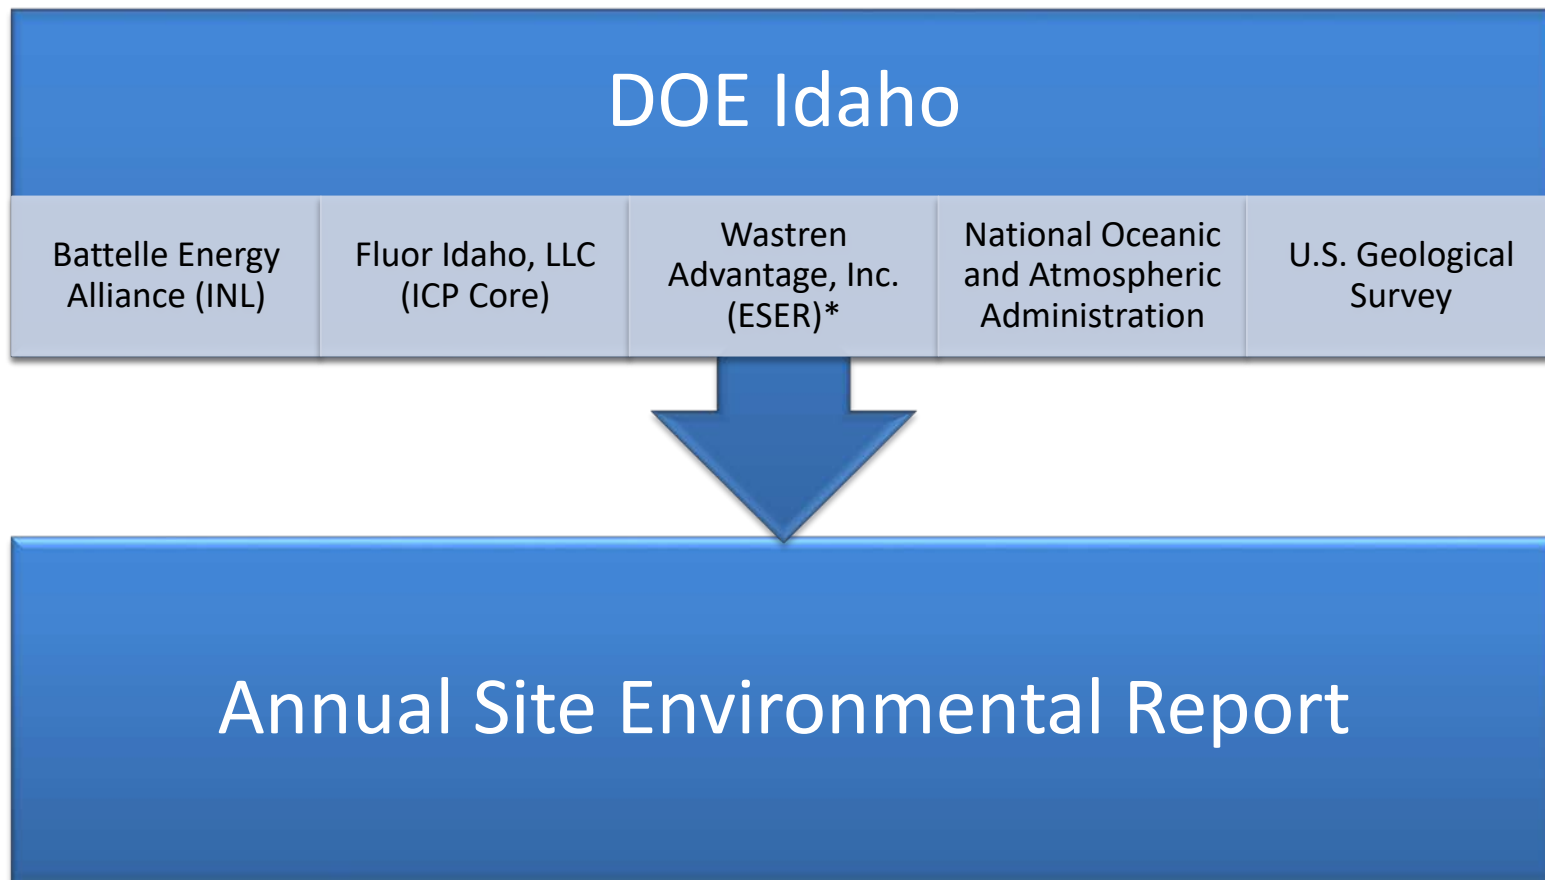 DOE Idaho
Battelle Energy
Alliance (INL)
Fluor Idaho, LLC
(ICP Core)
Wastren
Advantage, Inc.
(ESER)*
National Oceanic
and Atmospheric
Administration
U.S. Geological
Survey
Annual Site Environmental Report